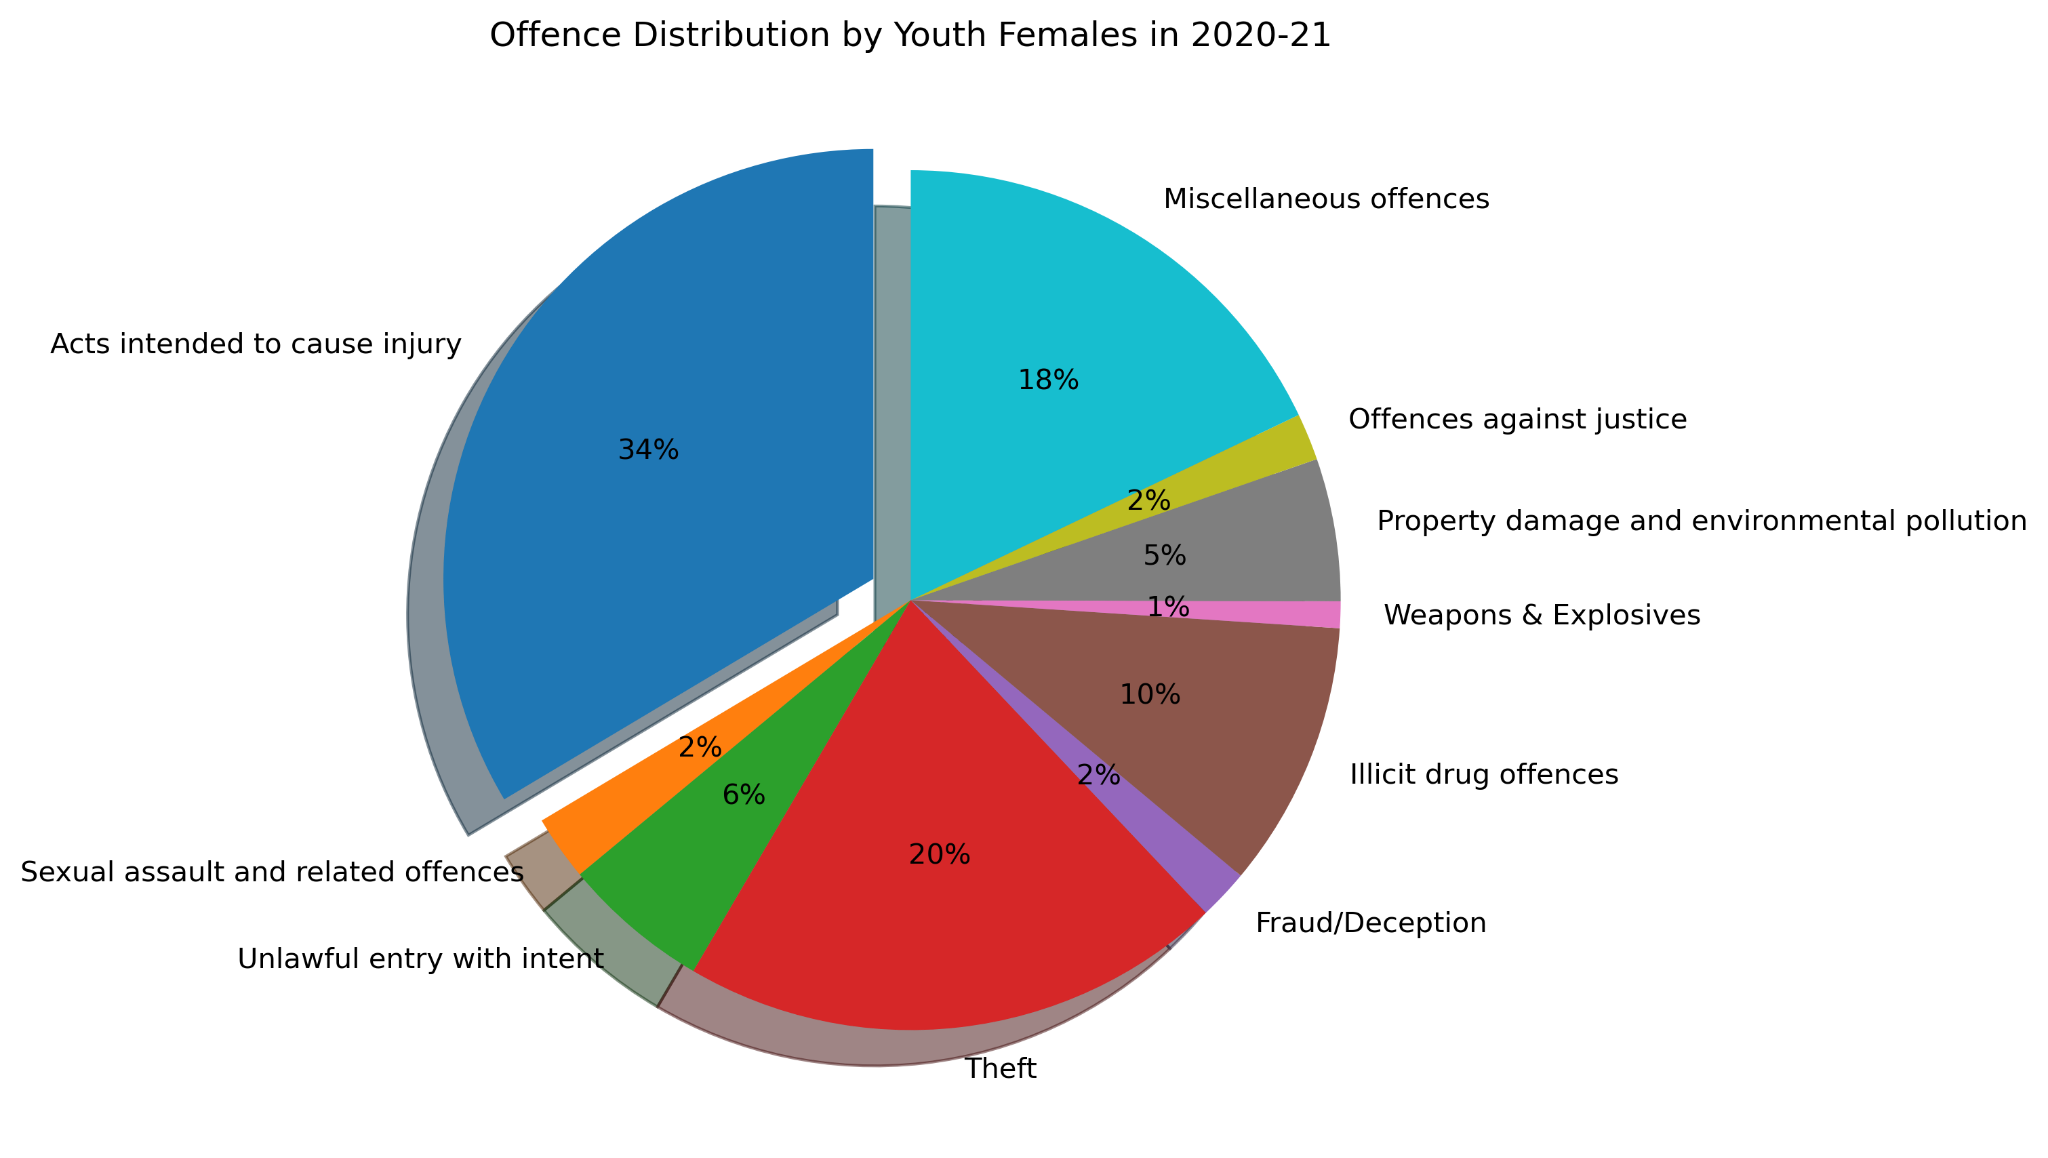 Offence Distribution by Youth Females in 2020-21
Miscellaneous offences
Acts intended to cause injury
18%
Offences against justice
34%
2%
Property damage and environmental pollution
5%
1%
Weapons & Explosives
10%
2%
2%
Illicit drug offences
6%
20%
Sexual assault and related offences
Fraud/Deception
Unlawful entry with intent
Theft